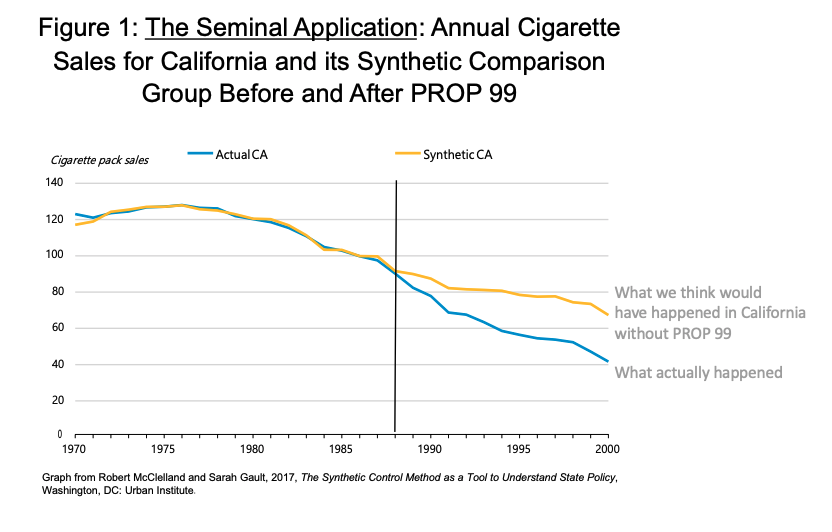 Figure 1: The Seminal Application: Annual Cigarette
Sales for California and its Synthetic Comparison
Group Before and After PROP 99
Cigarette pack sales
Actual CA
Synthetic CA
140
120
100
80
60
40
20
0
1970
1975
1980
1985
1990
1995
2000
What we think would
have happened in California
without PROP 99
What actually happened
Graph from Robert McClelland and Sarah Gault, 2017, The Synthetic Control Method as a Tool to Understand State Policy,
Washington, DC: Urban Institute.